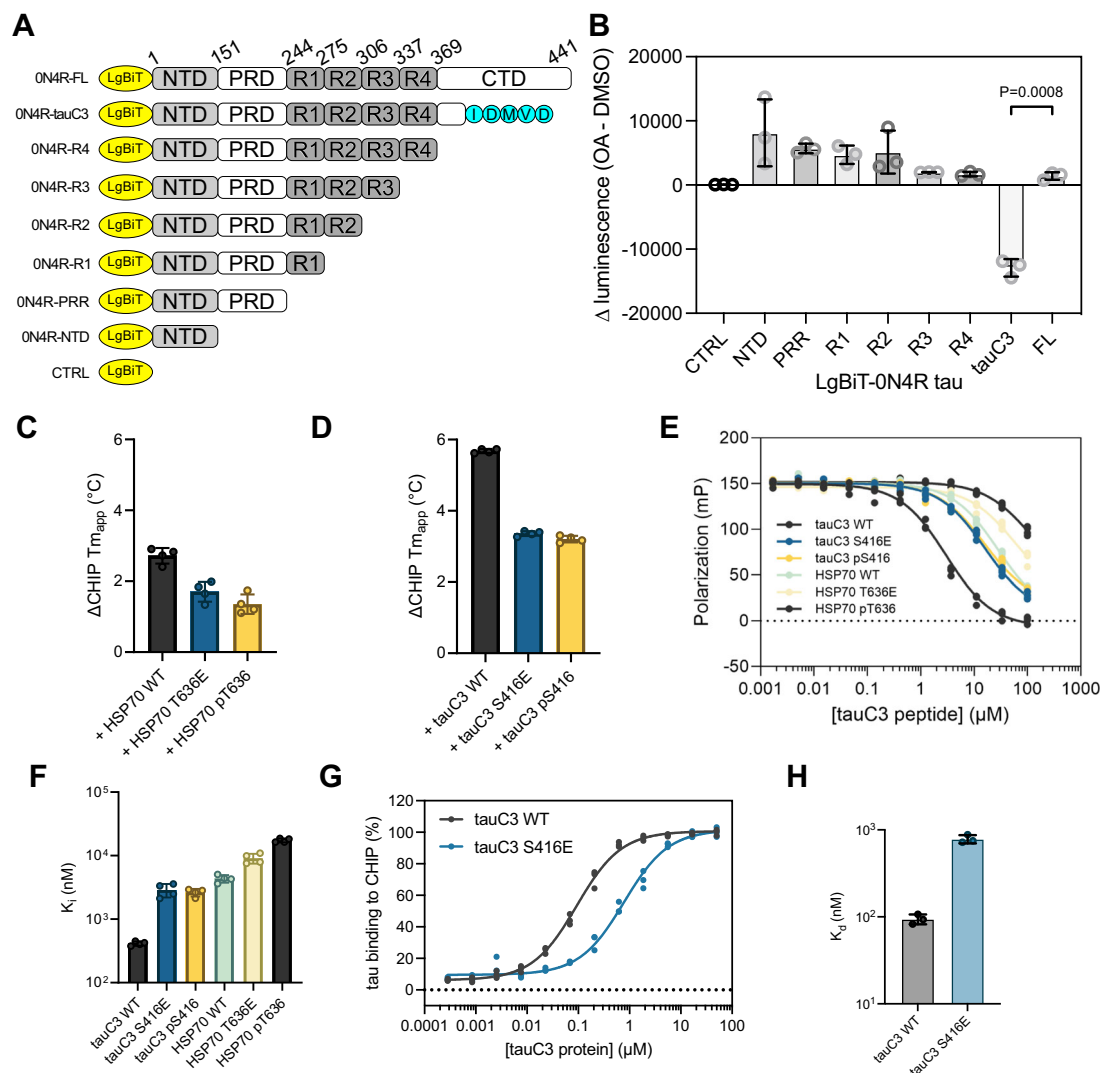 A
1
151
244
275
306
337
369
441
0N4R-FL LgBiT NTD PRD R1 R2 R3 R4 CTD
0N4R-tauC3 LgBiT NTD PRD R1 R2 R3 R4 I D M V D
0N4R-R4 LgBiT NTD PRD R1 R2 R3 R4
0N4R-R3 LgBiT NTD PRD R1 R2 R3
0N4R-R2 LgBiT NTD PRD R1 R2
0N4R-R1 LgBiT NTD PRD R1
0N4R-PRR LgBiT NTD PRD
0N4R-NTD LgBiT NTD
CTRL LgBiT
B
Δ luminescence (OA - DMSO)
20000
10000
0
-10000
-20000
P=0.0008
CTRL
NTD
PRR
R1
R2
R3
R4
tauC3
FL
LgBiT-0N4R tau
C
ΔCHIP Tmapp (°C)
6
4
2
0
+ HSP70 WT
+ HSP70 T636E
+ HSP70 pT636
D
ΔCHIP Tmapp (°C)
6
4
2
0
+ tauC3 WT
+ tauC3 S416E
+ tauC3 pS416
E
Polarization (mP)
200
150
100
50
0
-50
tauC3 WT
tauC3 S416E
tauC3 pS416
HSP70 WT
HSP70 T636E
HSP70 pT636
0.001 0.01 0.1 1 10 100 1000
[tauC3 peptide] (µM)
F
Ki (nM)
10⁵
10⁴
10³
10²
tauC3 WT
tauC3 S416E
tauC3 pS416
HSP70 WT
HSP70 T636E
HSP70 pT636
G
tau binding to CHIP (%)
120
100
80
60
40
20
0
tauC3 WT
tauC3 S416E
0.0001 0.001 0.01 0.1 1 10 100
[tauC3 protein] (µM)
H
Kd (nM)
10³
10²
10¹
tauC3 WT
tauC3 S416E